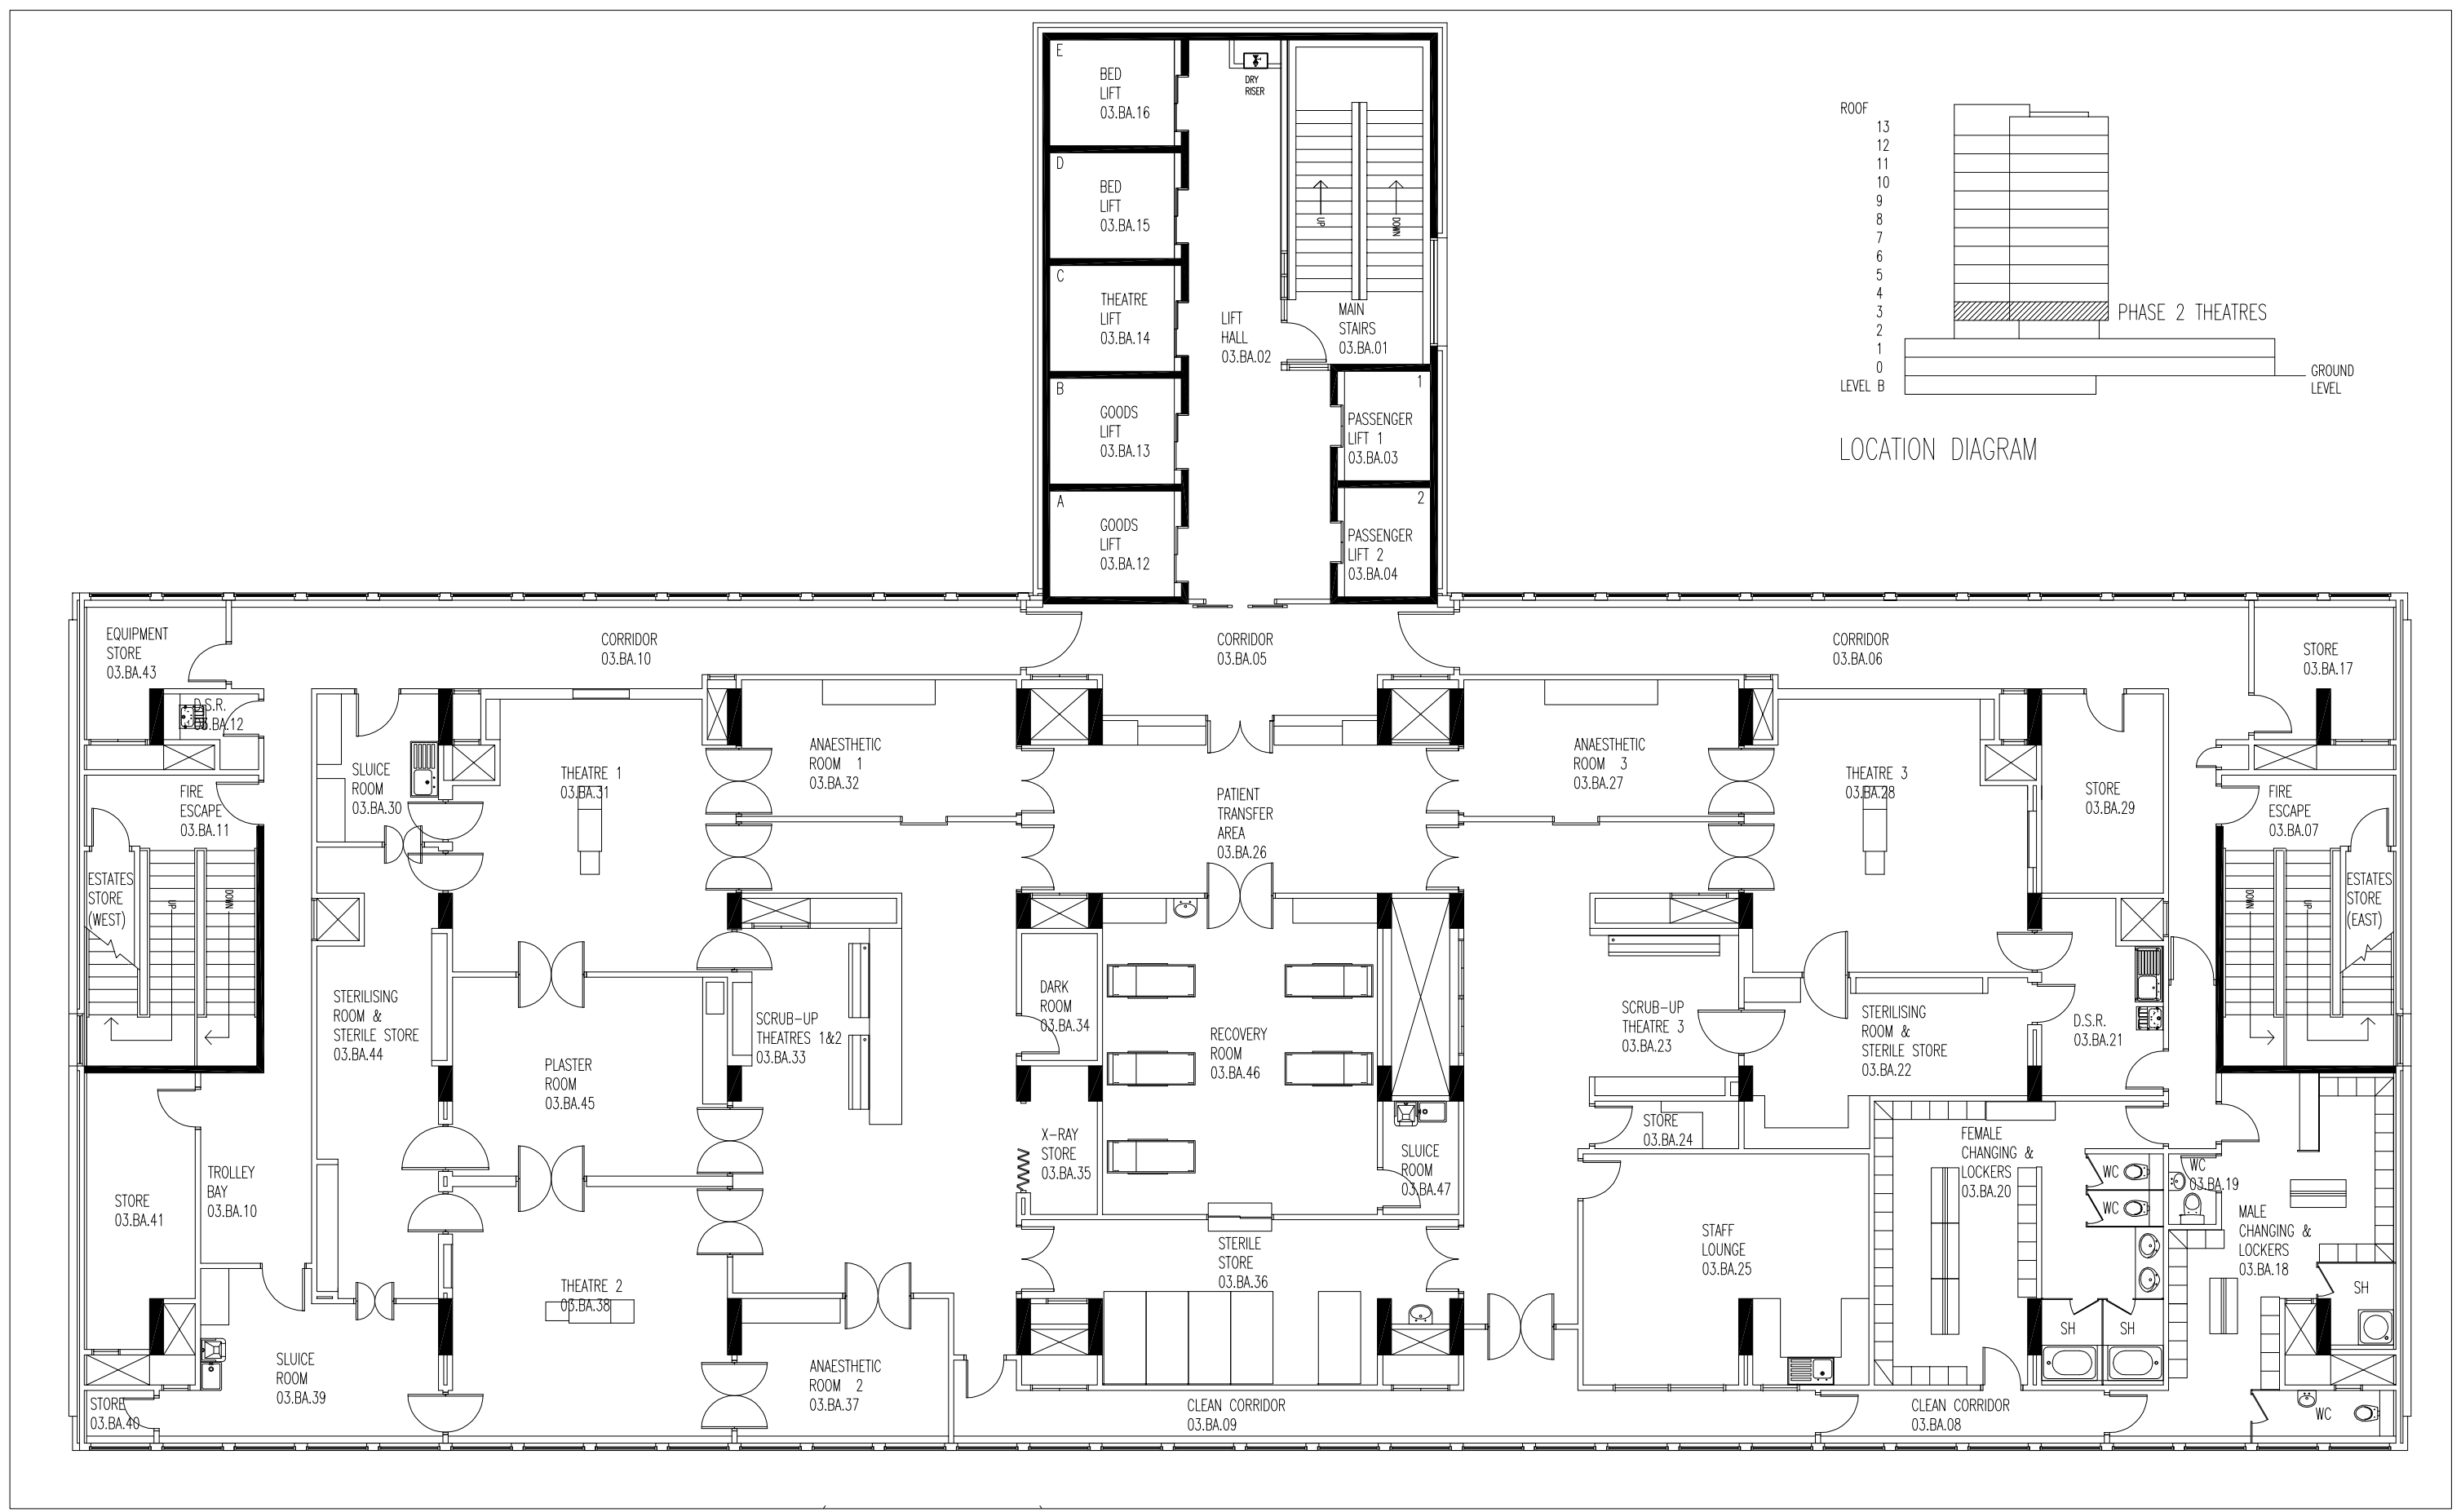 E
BED
LIFT
03.BA.16
D
BED
LIFT
03.BA.15
C
THEATRE
LIFT
03.BA.14
B
GOODS
LIFT
03.BA.13
A
GOODS
LIFT
03.BA.12
DRY
RISER
UP
DOWN
LIFT
HALL
03.BA.02
MAIN
STAIRS
03.BA.01
1
PASSENGER
LIFT 1
03.BA.03
2
PASSENGER
LIFT 2
03.BA.04
ROOF
13
12
11
10
9
8
7
6
5
4
3
2
1
0
LEVEL B
PHASE 2 THEATRES
GROUND
LEVEL
LOCATION DIAGRAM
EQUIPMENT
STORE
03.BA.43
CORRIDOR
03.BA.10
CORRIDOR
03.BA.05
CORRIDOR
03.BA.06
STORE
03.BA.17
D.S.R.
03.BA.12
SLUICE
ROOM
03.BA.30
THEATRE 1
03.BA.31
ANAESTHETIC
ROOM 1
03.BA.32
PATIENT
TRANSFER
AREA
03.BA.26
ANAESTHETIC
ROOM 3
03.BA.27
THEATRE 3
03.BA.28
STORE
03.BA.29
FIRE
ESCAPE
03.BA.11
ESTATES
STORE
(WEST)
UP
DOWN
FIRE
ESCAPE
03.BA.07
ESTATES
STORE
(EAST)
DOWN
UP
STERILISING
ROOM &
STERILE STORE
03.BA.44
PLASTER
ROOM
03.BA.45
SCRUB-UP
THEATRES 1&2
03.BA.33
DARK
ROOM
03.BA.34
RECOVERY
ROOM
03.BA.46
SCRUB-UP
THEATRE 3
03.BA.23
STERILISING
ROOM &
STERILE STORE
03.BA.22
D.S.R.
03.BA.21
STORE
03.BA.41
TROLLEY
BAY
03.BA.10
X-RAY
STORE
03.BA.35
SLUICE
ROOM
03.BA.47
STORE
03.BA.24
FEMALE
CHANGING &
LOCKERS
03.BA.20
WC
WC
WC
03.BA.19
MALE
CHANGING &
LOCKERS
03.BA.18
SH
SH
SH
STAFF
LOUNGE
03.BA.25
STERILE
STORE
03.BA.36
THEATRE 2
03.BA.38
SLUICE
ROOM
03.BA.39
STORE
03.BA.40
ANAESTHETIC
ROOM 2
03.BA.37
CLEAN CORRIDOR
03.BA.09
CLEAN CORRIDOR
03.BA.08
WC